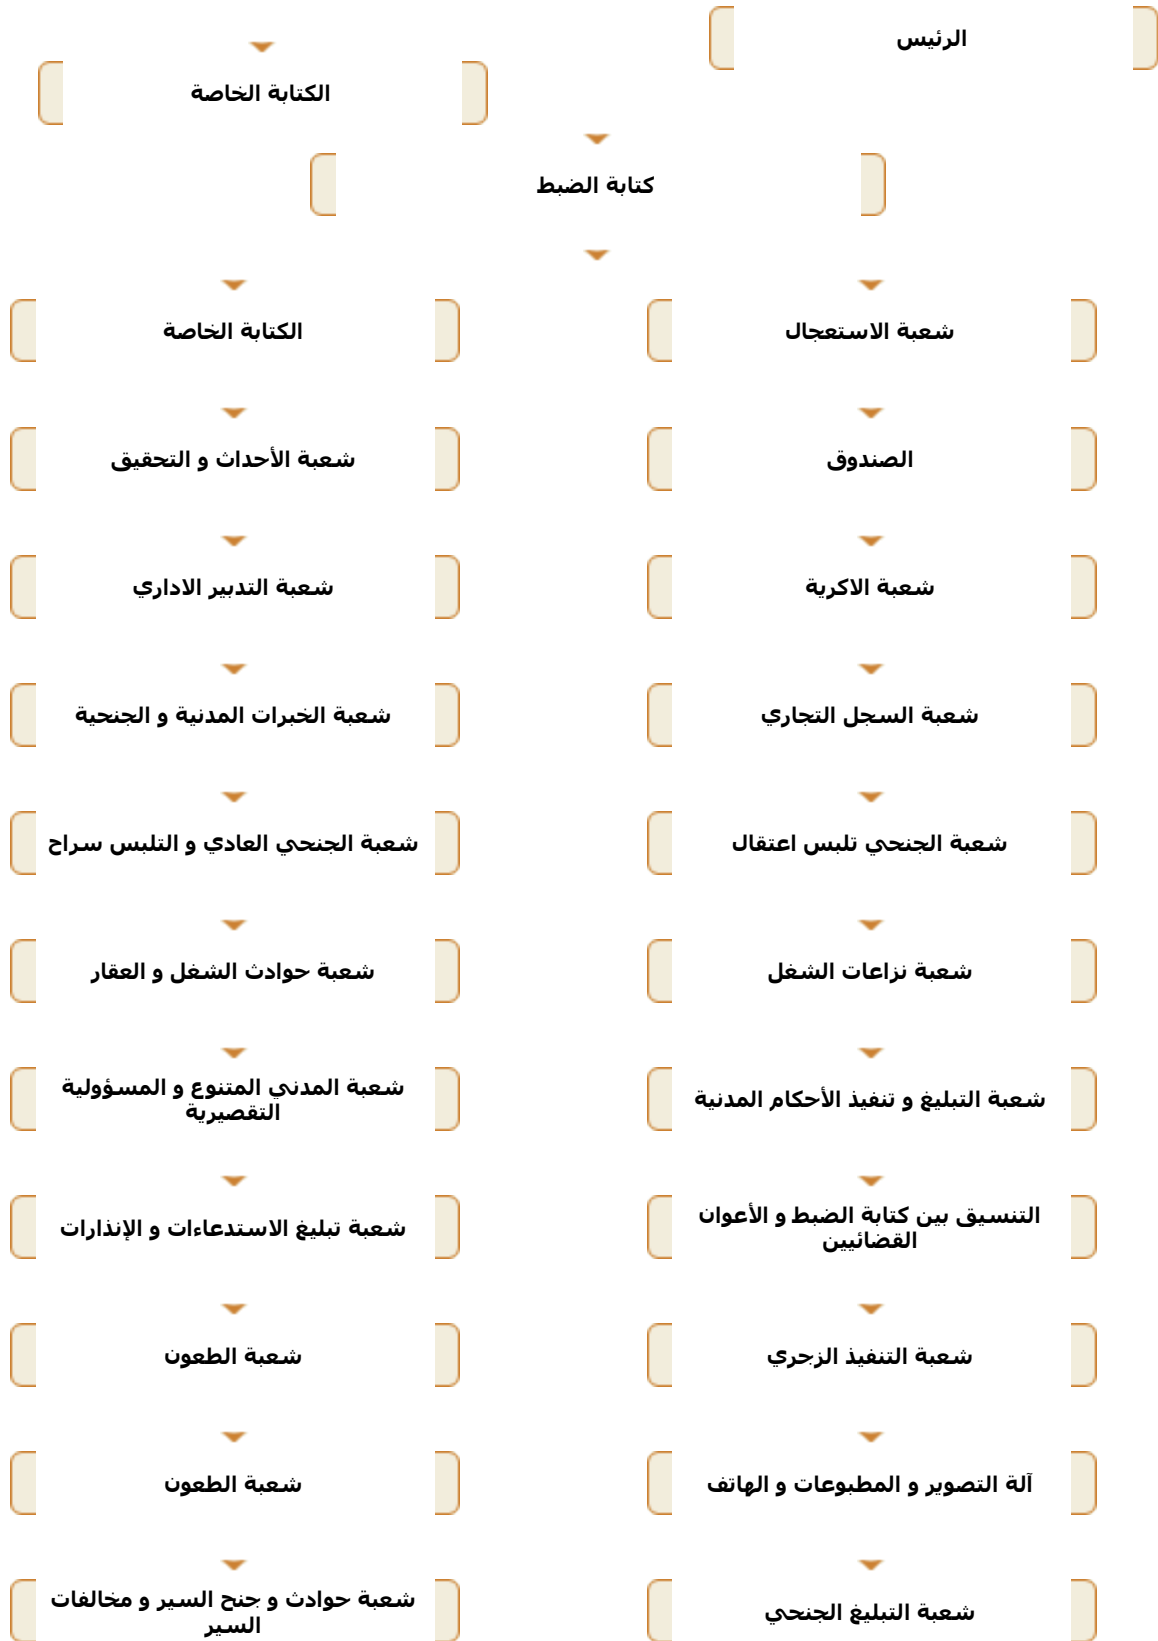 الرئيس
الكتابة الخاصة
كتابة الضبط
شعبة الاستعجال
الكتابة الخاصة
الصندوق
شعبة الأحداث و التحقيق
شعبة الاكرية
شعبة التدبير الاداري
شعبة السجل التجاري
شعبة الخبرات المدنية و الجنحية
شعبة الجنحي تلبس اعتقال
شعبة الجنحي العادي و التلبس سراح
شعبة نزاعات الشغل
شعبة حوادث الشغل و العقار
شعبة التبليغ و تنفيذ الأحكام المدنية
شعبة المدني المتنوع و المسؤولية
التقصيرية
التنسيق بين كتابة الضبط و الأعوان
القضائيين
شعبة تبليغ الاستدعاءات و الإنذارات
شعبة التنفيذ الزجري
شعبة الطعون
آلة التصوير و المطبوعات و الهاتف
شعبة الطعون
شعبة التبليغ الجنحي
شعبة حوادث و جنح السير و مخالفات
السير